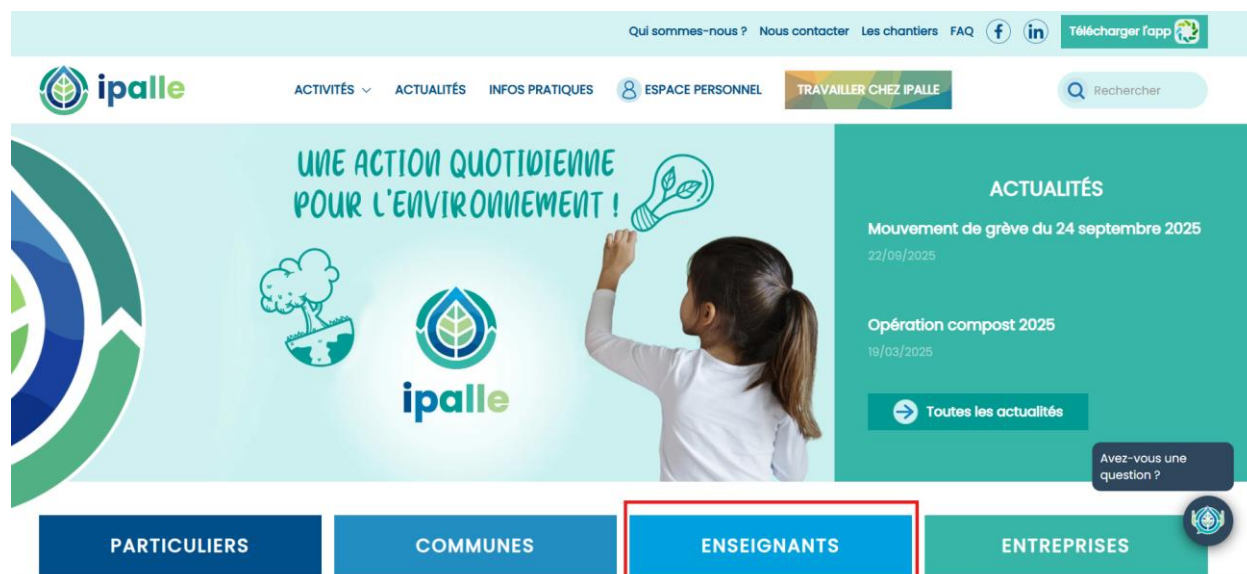 Qui sommes-nous ? Nous contacter Les chantiers FAQ f in Télécharger l'app
ipalle ACTIVITÉS ACTUALITÉS INFOS PRATIQUES ESPACE PERSONNEL TRAVAILLER CHEZ IPALLE Rechercher
UNE ACTION QUOTIDIENNE
POUR L'ENVIRONNEMENT !
ipalle
ACTUALITÉS
Mouvement de grève du 24 septembre 2025
22/09/2025
Opération compost 2025
19/03/2025
Toutes les actualités
Avez-vous une
question ?
PARTICULIERS COMMUNES ENSEIGNANTS ENTREPRISES